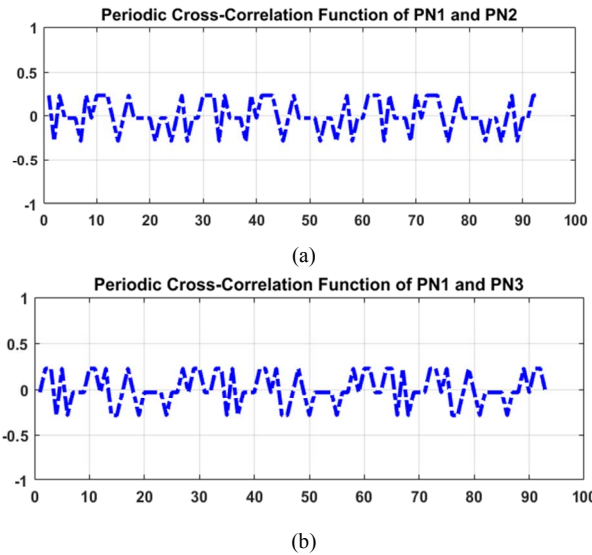 Periodic Cross-Correlation Function of PN1 and PN2
1
0.5
0
-0.5
-1
0 10 20 30 40 50 60 70 80 90 100
(a)
Periodic Cross-Correlation Function of PN1 and PN3
1
0.5
0
-0.5
-1
0 10 20 30 40 50 60 70 80 90 100
(b)